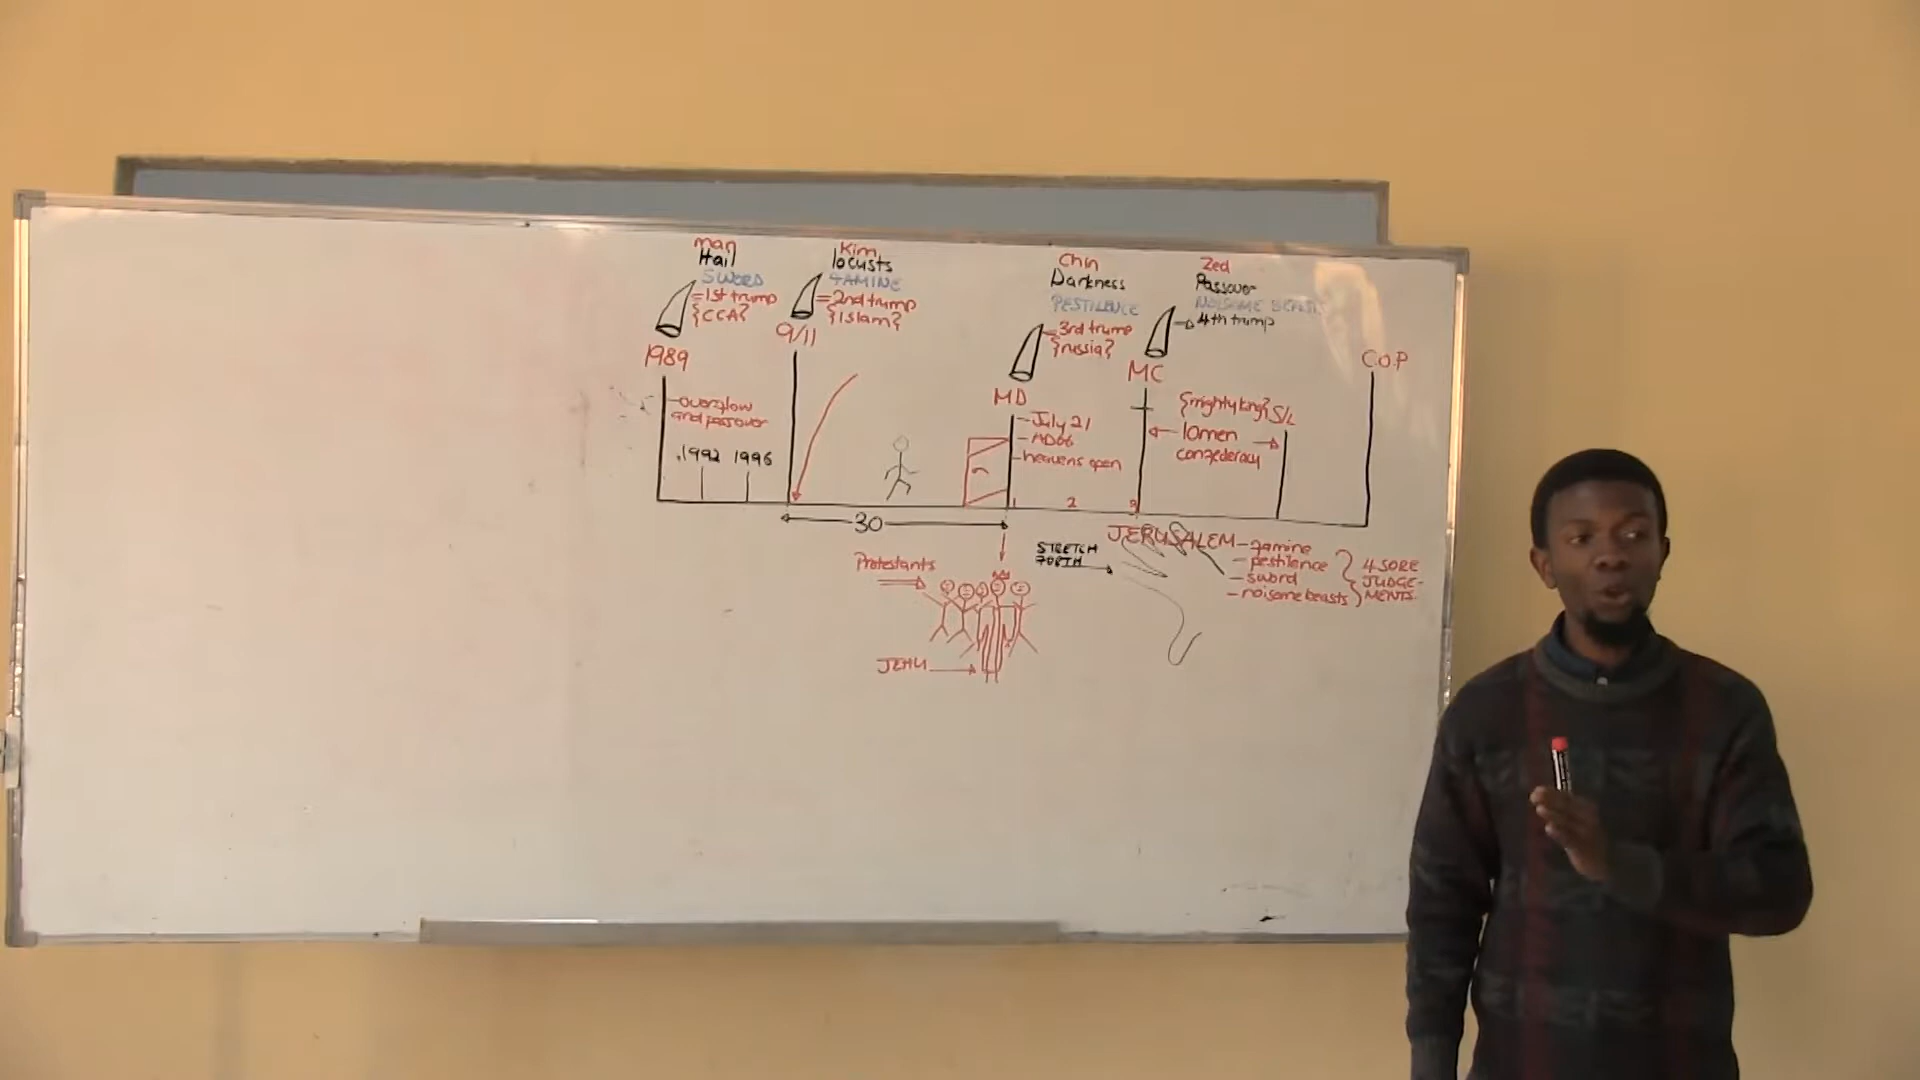 man
Hail
SWORD
=1st trump
{CCA}
1989
-overflow
and passover
1992 1996
Kim
locusts
FAMINE
=2nd trump
{Islam}
9/11
30
Chin
Darkness
PESTILENCE
=3rd trump
{russia}
MD
-July 21
-MD66
-heavens open
1 2 3
Zed
Passover
NOISOME BEASTS
4th trump
MC
{mighty king} S/L
10men
confederacy
C.O.P
Protestants
JEHU
STRETCH
FORTH
JERUSALEM-famine
-pestilence
-sword
-noisome beasts
4 SORE
JUDGE-
MENTS